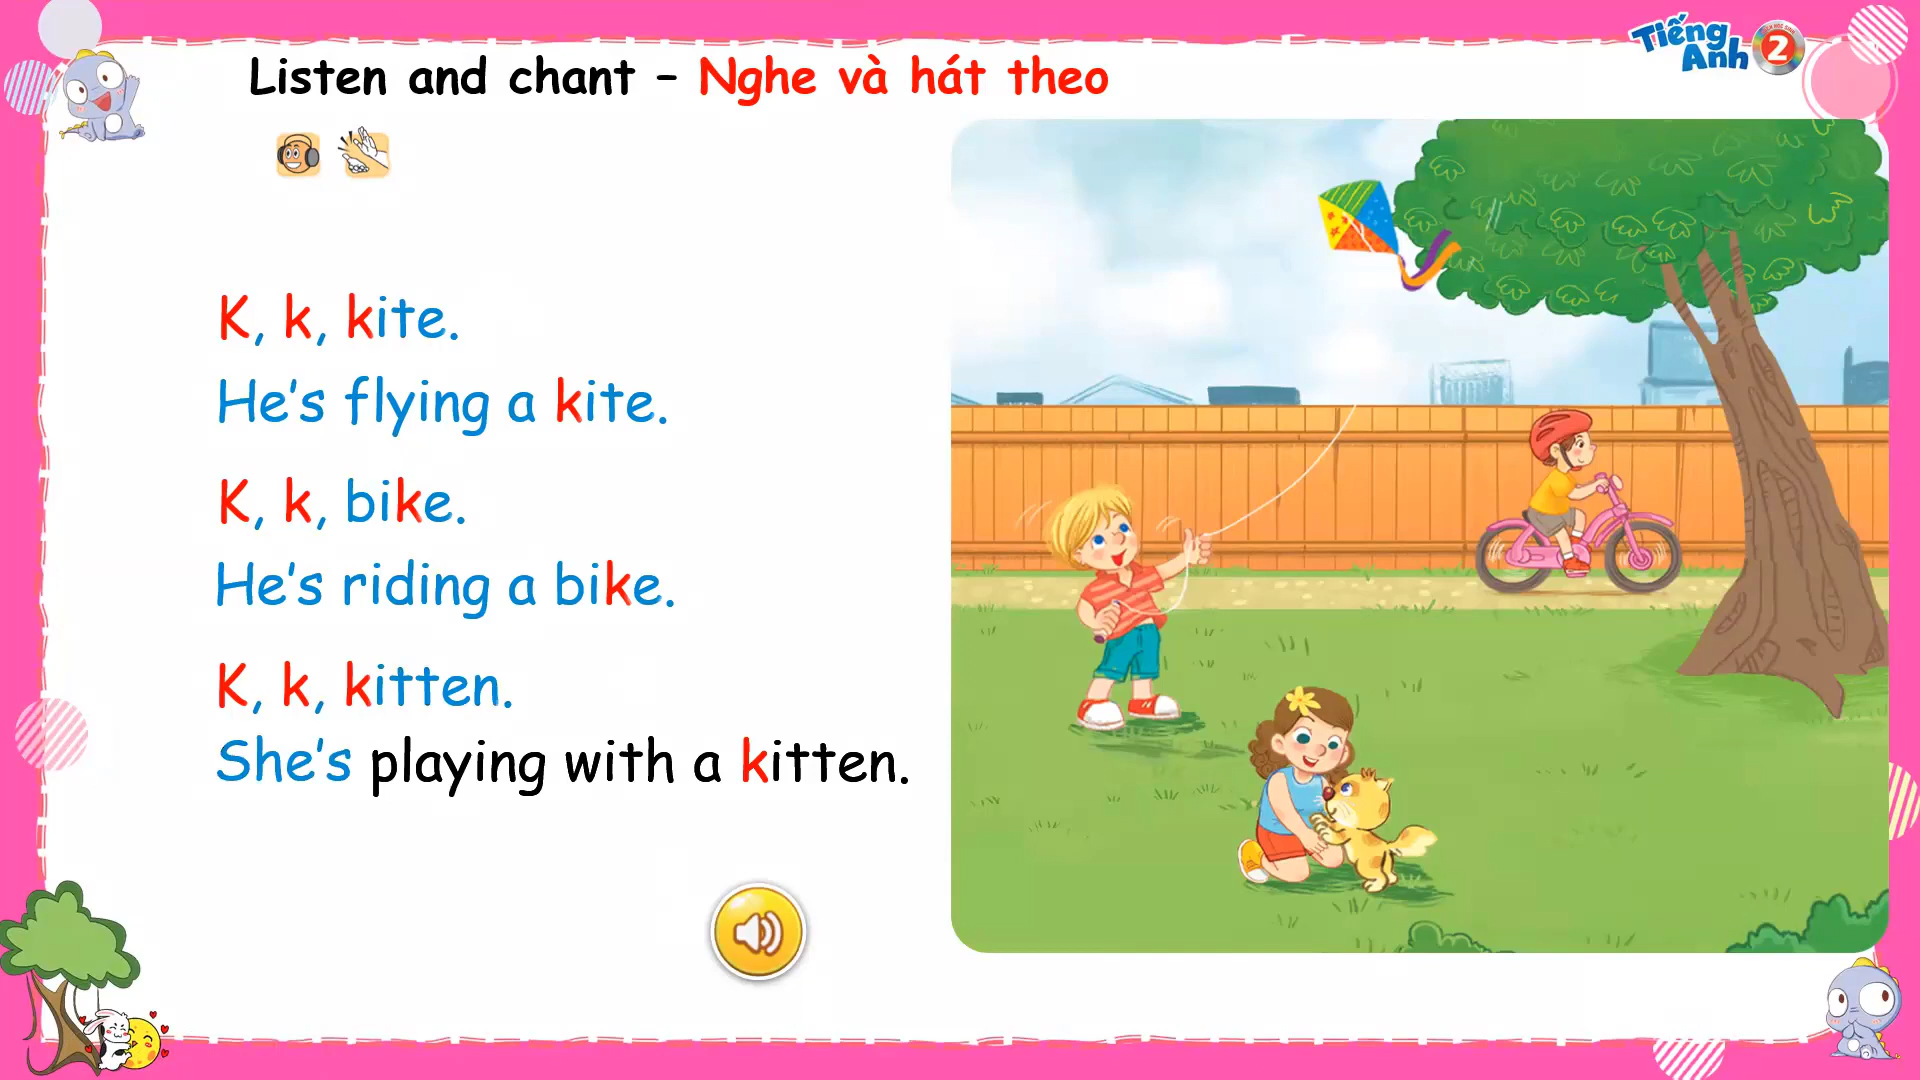 Listen and chant – Nghe và hát theo
Tiếng Anh 2
K, k, kite.
He’s flying a kite.
K, k, bike.
He’s riding a bike.
K, k, kitten.
She’s playing with a kitten.